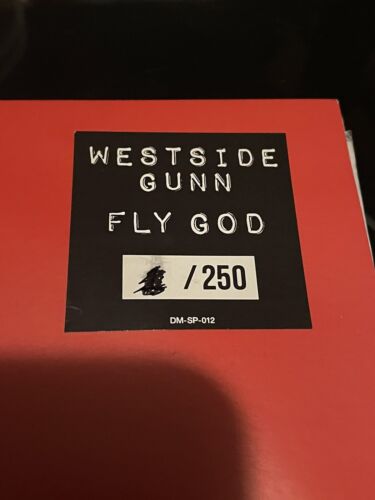 WESTSIDE
GUNN
FLY GOD
/250
DM-SP-012